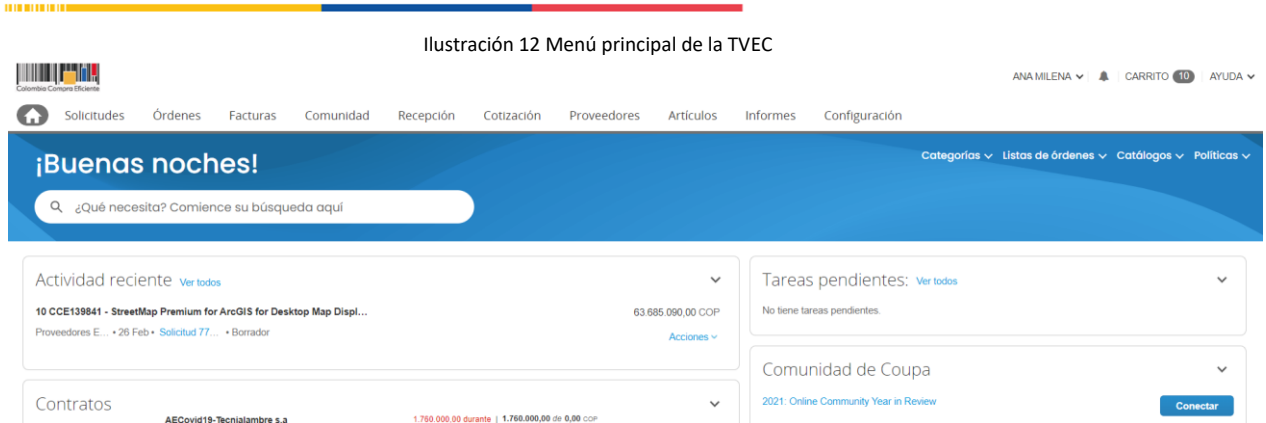 Ilustración 12 Menú principal de la TVEC
Colombia Compra Eficiente
ANA MILENA CARRITO 10 AYUDA
Solicitudes Órdenes Facturas Comunidad Recepción Cotización Proveedores Artículos Informes Configuración
¡Buenas noches!
Categorías Listas de órdenes Catálogos Políticas
¿Qué necesita? Comience su búsqueda aquí
Actividad reciente Ver todos
10 CCE139841 - StreetMap Premium for ArcGIS for Desktop Map Displ... 63.685.090,00 COP
Proveedores E... • 26 Feb • Solicitud 77... • Borrador
Acciones
Tareas pendientes: Ver todos
No tiene tareas pendientes.
Comunidad de Coupa
2021: Online Community Year in Review
Conectar
Contratos
AECovid19-Tecnialambre s.a 1.760.000,00 durante | 1.760.000,00 de 0,00 COP